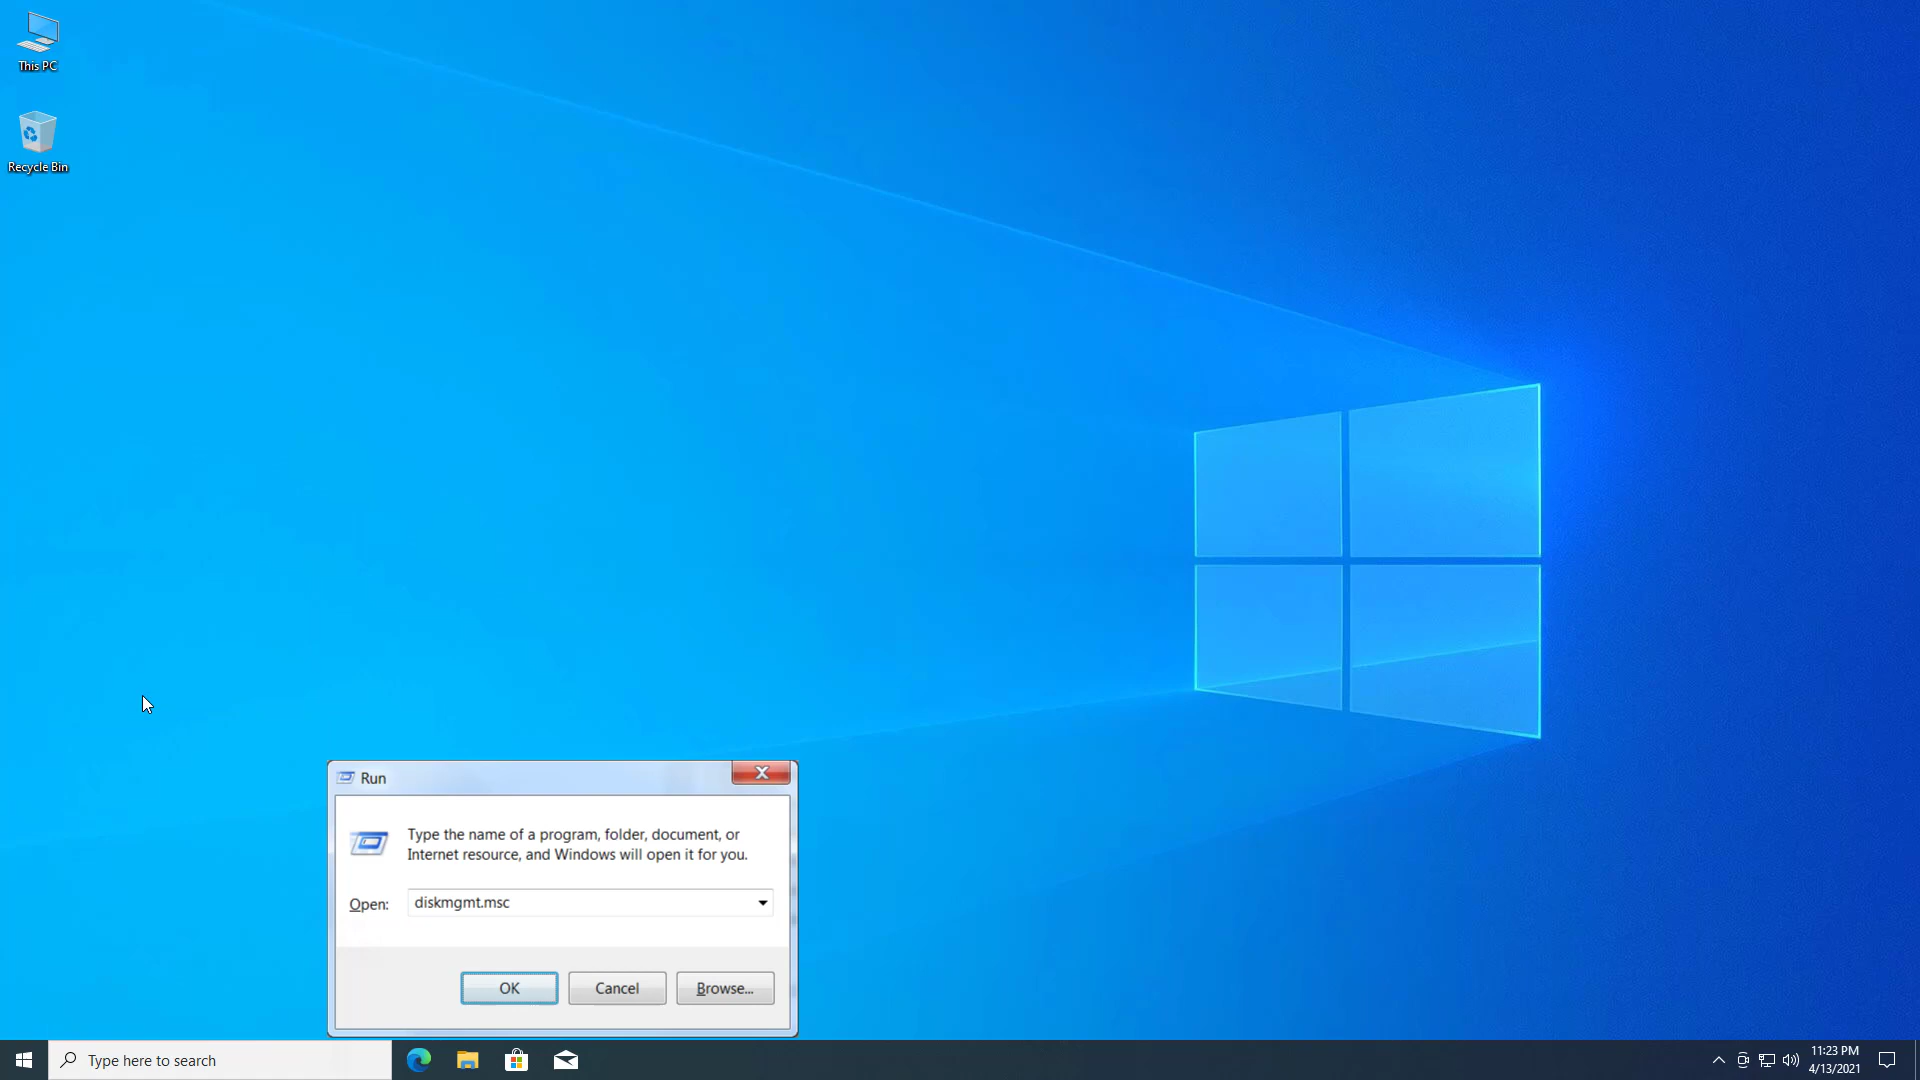 This PC
Recycle Bin
Run
X
Type the name of a program, folder, document, or
Internet resource, and Windows will open it for you.
Open: diskmgmt.msc
OK Cancel Browse...
Type here to search
11:23 PM
4/13/2021